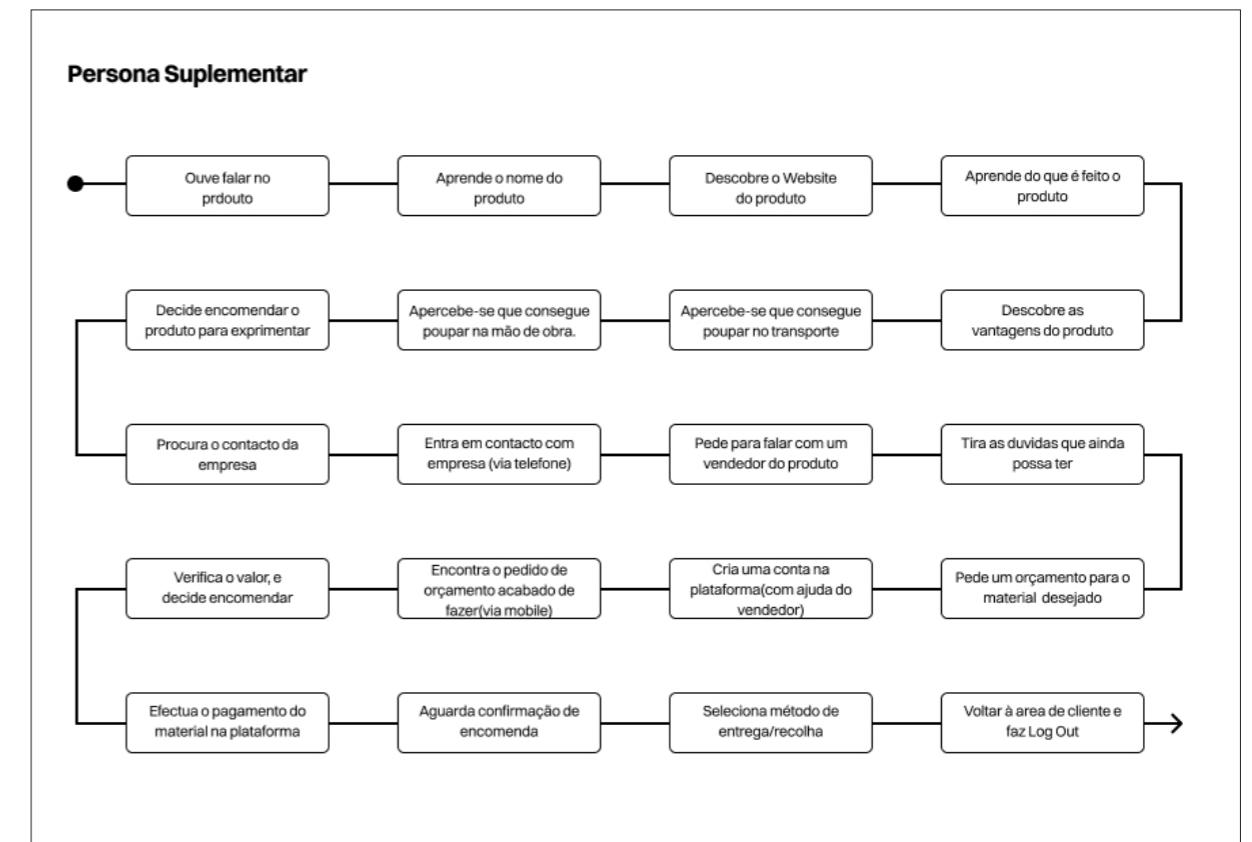 Persona Suplementar
Ouve falar no
prdouto
Aprende o nome do
produto
Descobre o Website
do produto
Aprende do que é feito o
produto
Decide encomendar o
produto para exprimentar
Apercebe-se que consegue
poupar na mão de obra.
Apercebe-se que consegue
poupar no transporte
Descobre as
vantagens do produto
Procura o contacto da
empresa
Entra em contacto com
empresa (via telefone)
Pede para falar com um
vendedor do produto
Tira as duvidas que ainda
possa ter
Verifica o valor, e
decide encomendar
Encontra o pedido de
orçamento acabado de
fazer(via mobile)
Cria uma conta na
plataforma(com ajuda do
vendedor)
Pede um orçamento para o
material desejado
Efectua o pagamento do
material na plataforma
Aguarda confirmação de
encomenda
Seleciona método de
entrega/recolha
Voltar à area de cliente e
faz Log Out